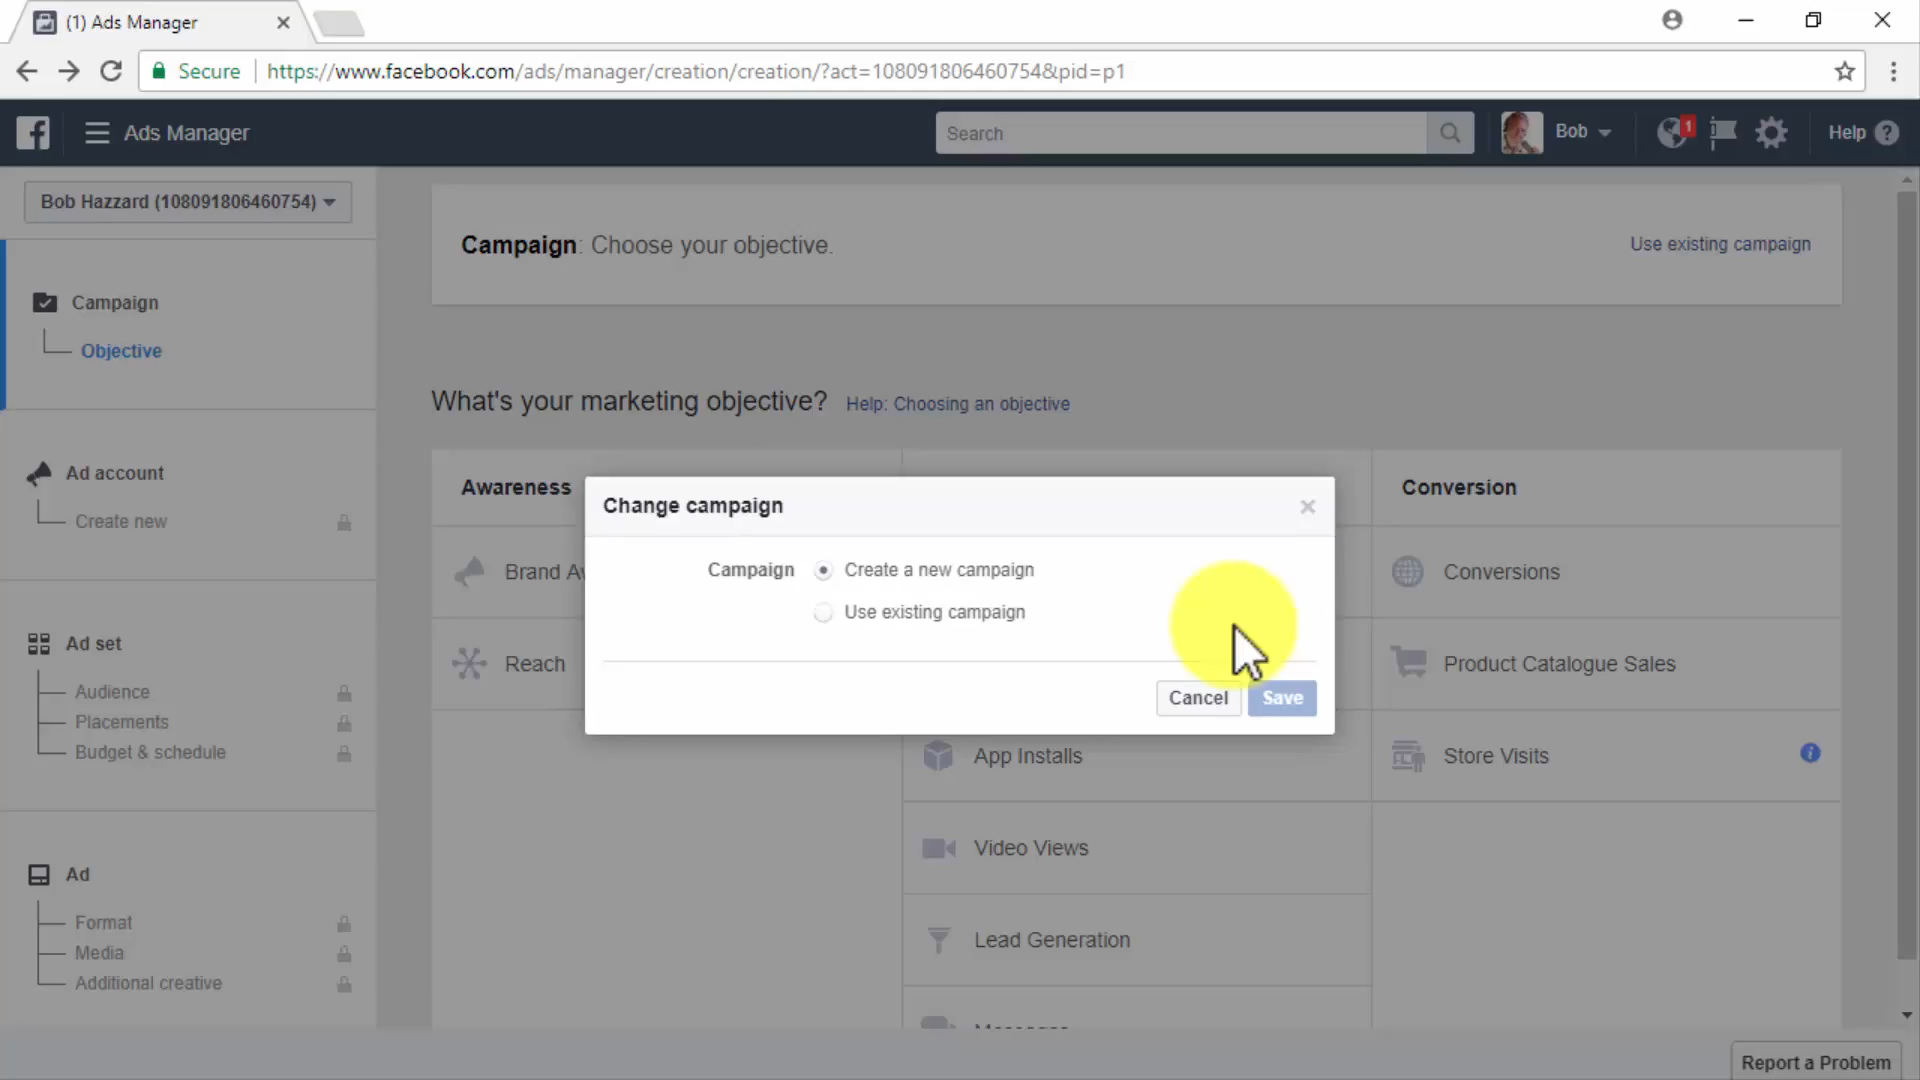 (1) Ads Manager
Secure
https://www.facebook.com/ads/manager/creation/creation/?act=108091806460754&pid=p1
Ads Manager
Search
Bob
1
Help
Bob Hazzard (108091806460754)
Campaign: Choose your objective.
Use existing campaign
Campaign
Objective
What's your marketing objective?
Help: Choosing an objective
Ad account
Create new
Awareness
Conversion
Change campaign
Campaign
Create a new campaign
Use existing campaign
Cancel
Save
Brand
Reach
Conversions
Product Catalogue Sales
App Installs
Store Visits
Video Views
Lead Generation
Ad set
Audience
Placements
Budget & schedule
Ad
Format
Media
Additional creative
Report a Problem